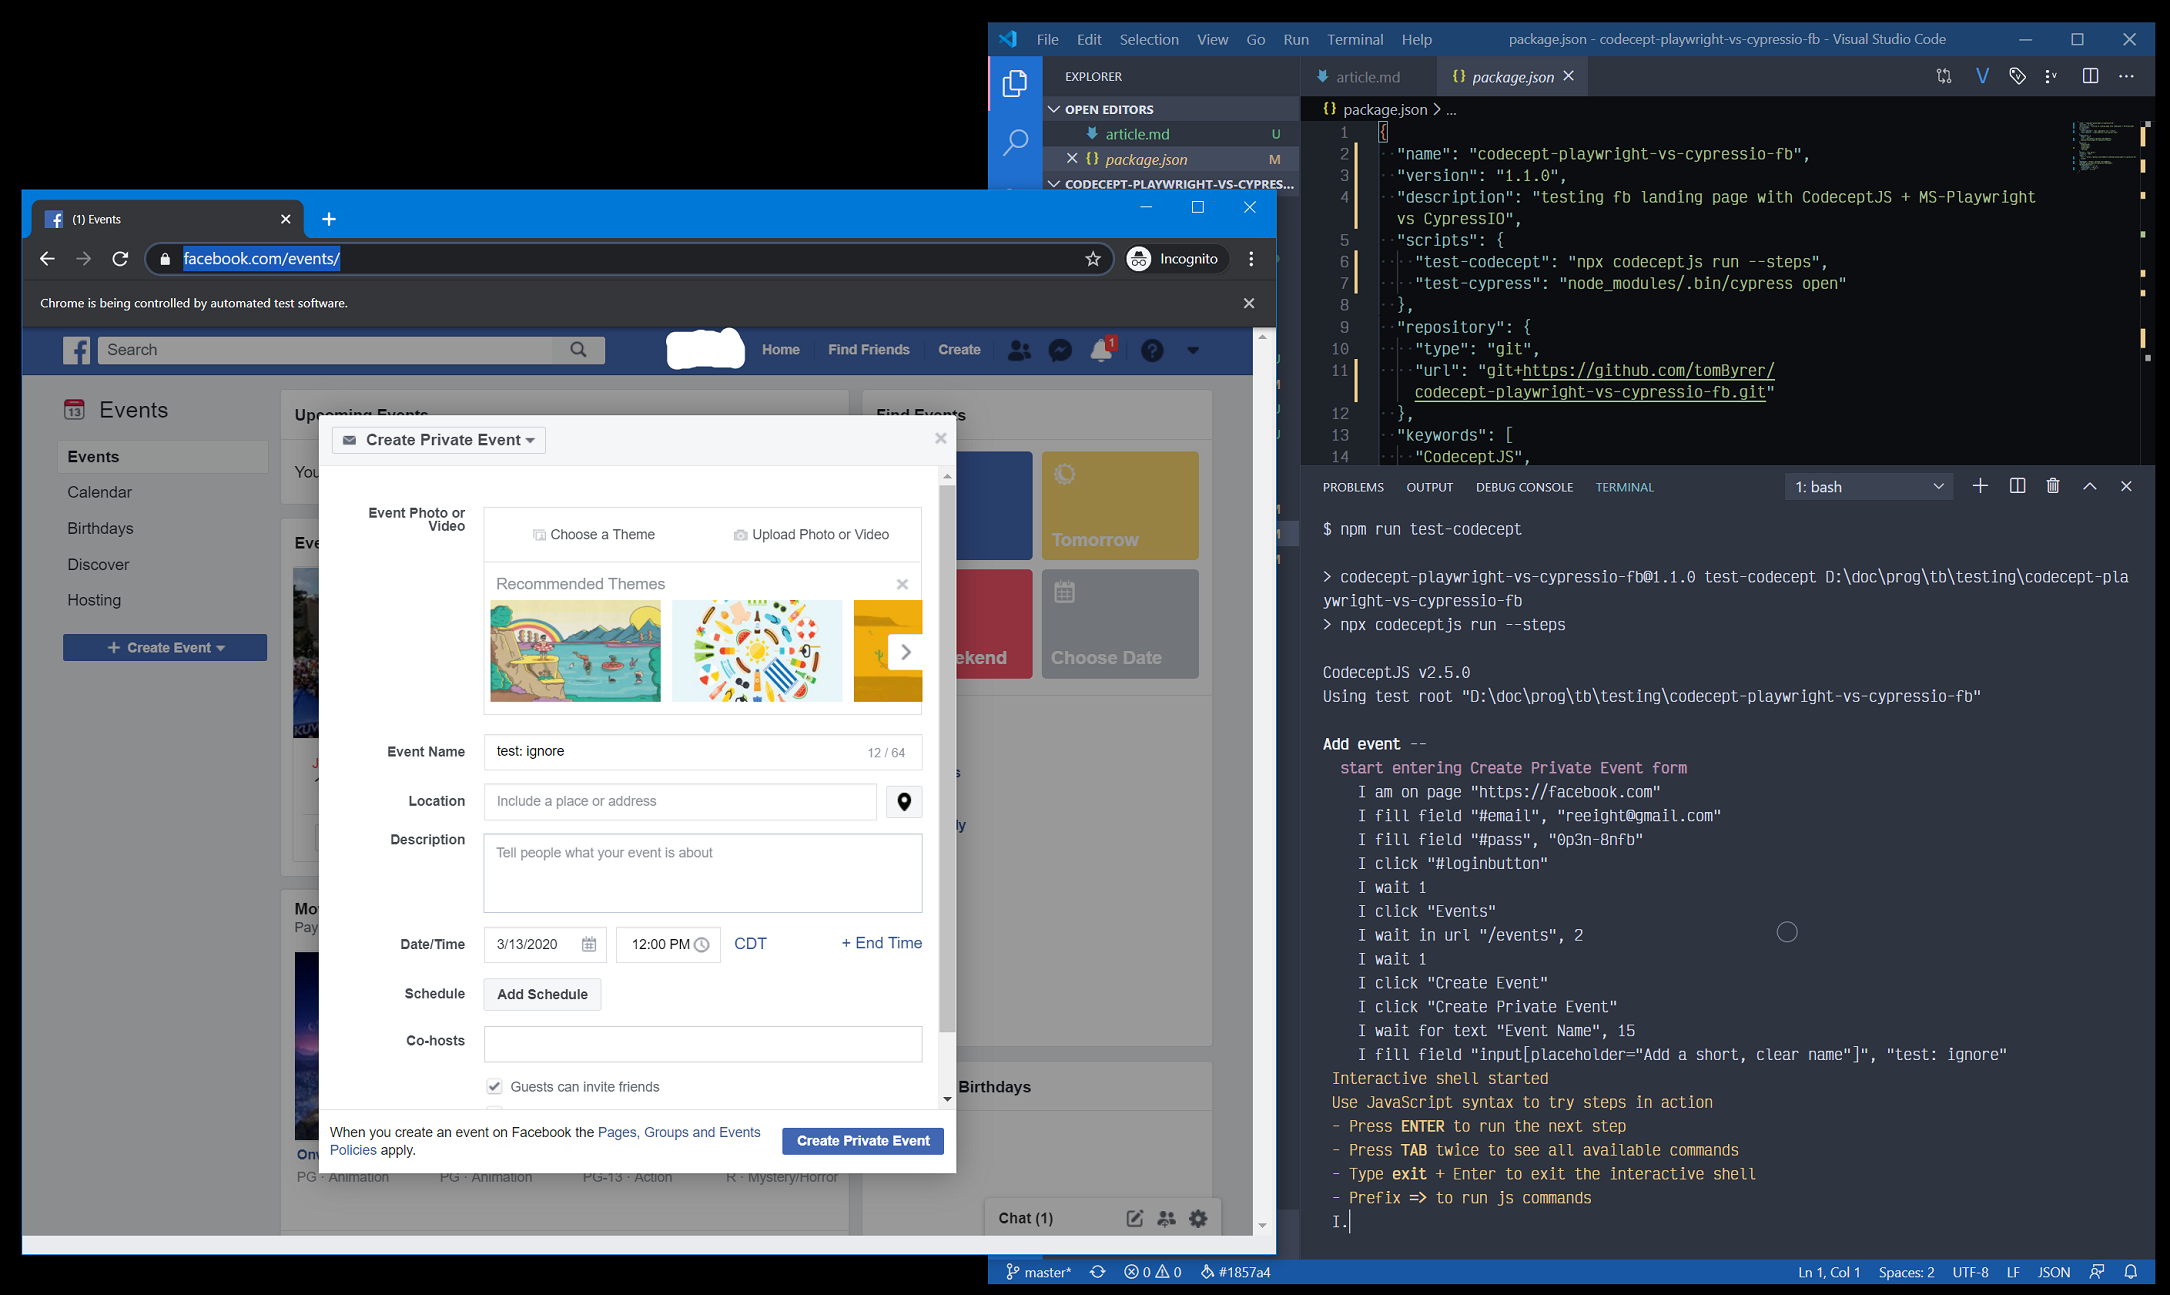 File Edit Selection View Go Run Terminal Help
package.json - codecept-playwright-vs-cypressio-fb - Visual Studio Code
EXPLORER
OPEN EDITORS
article.md U
package.json M
CODECEPT-PLAYWRIGHT-VS-CYPRES...
article.md
package.json
package.json > ...
1 {
2 "name": "codecept-playwright-vs-cypressio-fb",
3 "version": "1.1.0",
4 "description": "testing fb landing page with CodeceptJS + MS-Playwright
vs CypressIO",
5 "scripts": {
6 "test-codecept": "npx codeceptjs run --steps",
7 "test-cypress": "node_modules/.bin/cypress open"
8 },
9 "repository": {
10 "type": "git",
11 "url": "git+https://github.com/tomByrer/
codecept-playwright-vs-cypressio-fb.git"
12 },
13 "keywords": [
14 "CodeceptJS",
PROBLEMS OUTPUT DEBUG CONSOLE TERMINAL
1: bash
$ npm run test-codecept
> codecept-playwright-vs-cypressio-fb@1.1.0 test-codecept D:\doc\prog\tb\testing\codecept-pla
ywright-vs-cypressio-fb
> npx codeceptjs run --steps
CodeceptJS v2.5.0
Using test root "D:\doc\prog\tb\testing\codecept-playwright-vs-cypressio-fb"
Add event --
start entering Create Private Event form
I am on page "https://facebook.com"
I fill field "#email", "reeight@gmail.com"
I fill field "#pass", "0p3n-8nfb"
I click "#loginbutton"
I wait 1
I click "Events"
I wait in url "/events", 2
I wait 1
I click "Create Event"
I click "Create Private Event"
I wait for text "Event Name", 15
I fill field "input[placeholder="Add a short, clear name"]", "test: ignore"
Interactive shell started
Use JavaScript syntax to try steps in action
- Press ENTER to run the next step
- Press TAB twice to see all available commands
- Type exit + Enter to exit the interactive shell
- Prefix => to run js commands
I.
master* 0 0 #1857a4
Ln 1, Col 1 Spaces: 2 UTF-8 LF JSON
(1) Events
facebook.com/events/
Incognito
Chrome is being controlled by automated test software.
Search
Home Find Friends Create 1
13 Events
Events
Calendar
Birthdays
Discover
Hosting
+ Create Event
Upcoming Events
You
Eve
Find Events
Tomorrow
ekend
Choose Date
Create Private Event
Event Photo or
Video
Choose a Theme
Upload Photo or Video
Recommended Themes
Event Name test: ignore 12 / 64
Location Include a place or address
Description Tell people what your event is about
Date/Time 3/13/2020 12:00 PM CDT + End Time
Schedule Add Schedule
Co-hosts
Guests can invite friends
When you create an event on Facebook the Pages, Groups and Events
Policies apply.
Create Private Event
Mo
Pay
PG · Animation
PG · Animation
PG-13 · Action
R · Mystery/Horror
Birthdays
Chat (1)